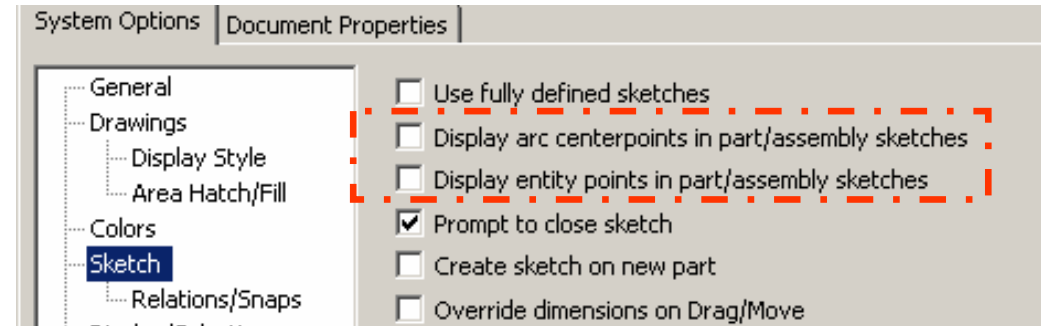 System Options
Document Properties
General
Drawings
Display Style
Area Hatch/Fill
Colors
Sketch
Relations/Snaps
Use fully defined sketches
Display arc centerpoints in part/assembly sketches
Display entity points in part/assembly sketches
Prompt to close sketch
Create sketch on new part
Override dimensions on Drag/Move